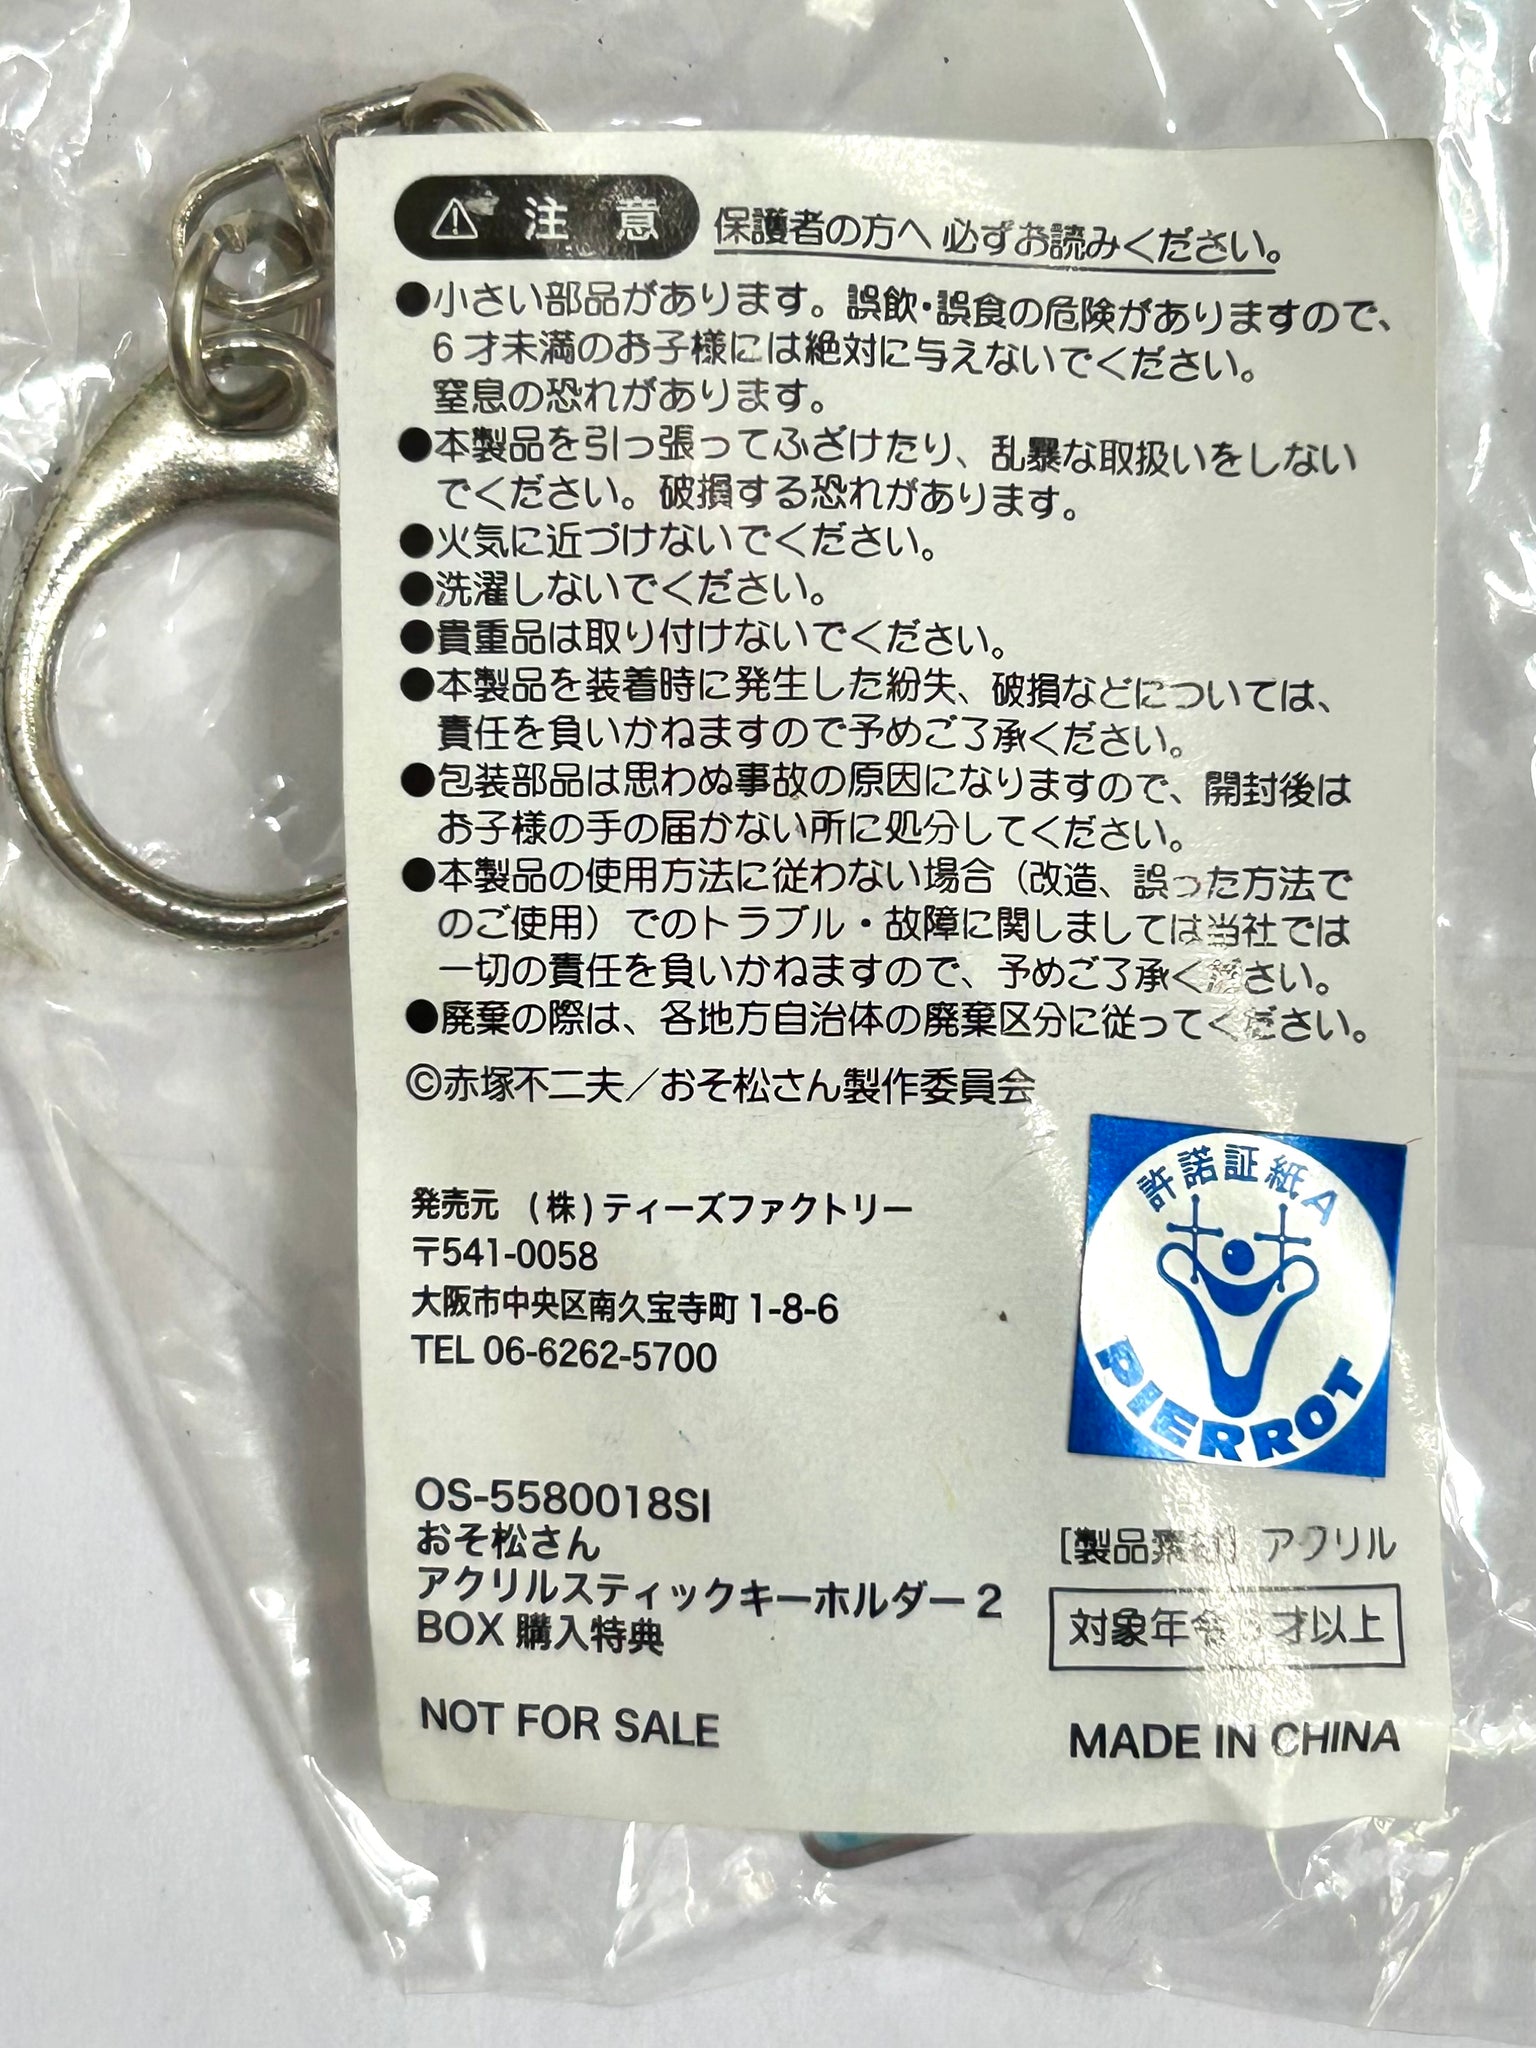 ⚠ 注意 保護者の方へ 必ずお読みください。
●小さい部品があります。誤飲・誤食の危険がありますので、
6才未満のお子様には絶対に与えないでください。
窒息の恐れがあります。
●本製品を引っ張ってふざけたり、乱暴な取扱いをしない
でください。破損する恐れがあります。
●火気に近づけないでください。
●洗濯しないでください。
●貴重品は取り付けないでください。
●本製品を装着時に発生した紛失、破損などについては、
責任を負いかねますので予めご了承ください。
●包装部品は思わぬ事故の原因になりますので、開封後は
お子様の手の届かない所に処分してください。
●本製品の使用方法に従わない場合（改造、誤った方法で
のご使用）でのトラブル・故障に関しましては当社では
一切の責任を負いかねますので、予めご了承ください。
●廃棄の際は、各地方自治体の廃棄区分に従ってください。
©赤塚不二夫／おそ松さん製作委員会
許諾証紙A
PIERROT
発売元 (株)ティーズファクトリー
〒541-0058
大阪市中央区南久宝寺町 1-8-6
TEL 06-6262-5700
OS-5580018SI
おそ松さん
アクリルスティックキーホルダー 2
BOX 購入特典
NOT FOR SALE
[製品素材] アクリル
対象年令 才以上
MADE IN CHINA